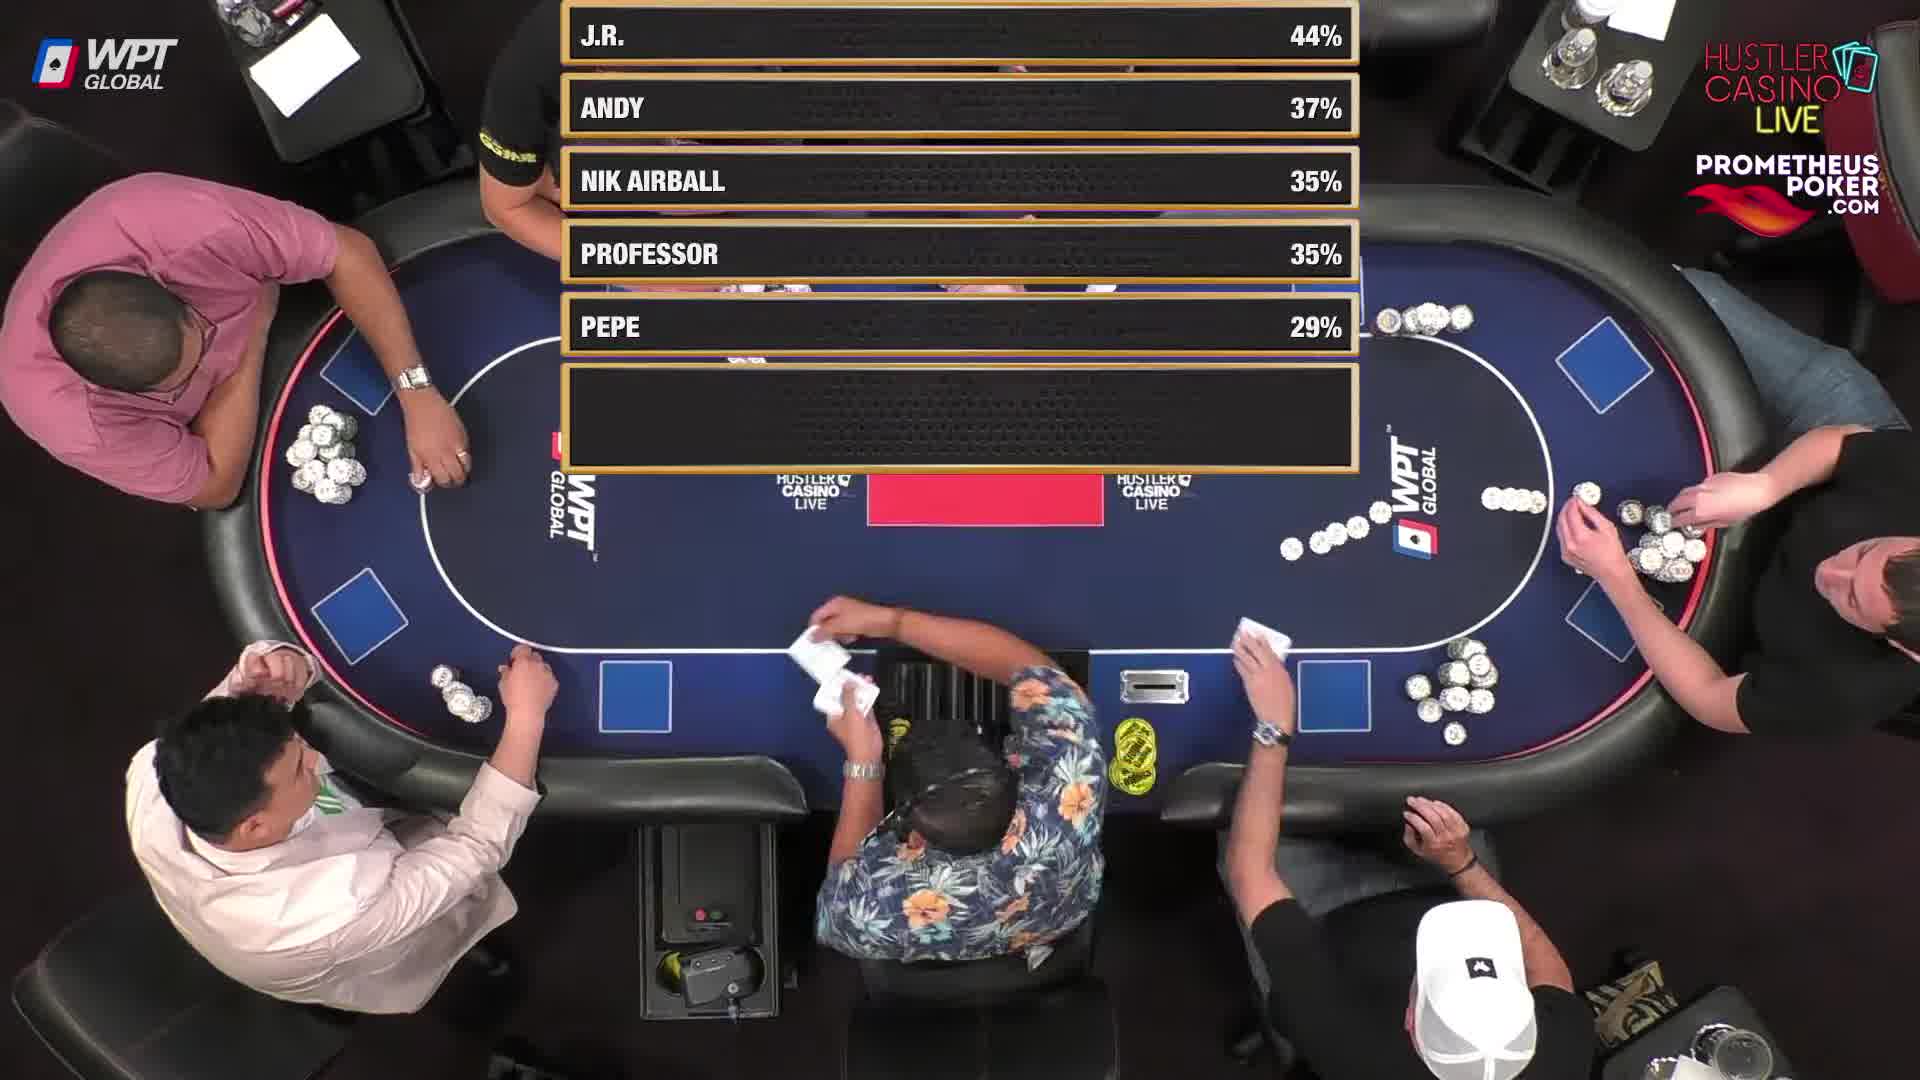 WPT
GLOBAL
J.R. 44%
ANDY 37%
NIK AIRBALL 35%
PROFESSOR 35%
PEPE 29%
HUSTLER
CASINO
LIVE
PROMETHEUS
POKER
.COM
WPT
GLOBAL
HUSTLER
CASINO
LIVE
HUSTLER
CASINO
LIVE
WPT
GLOBAL